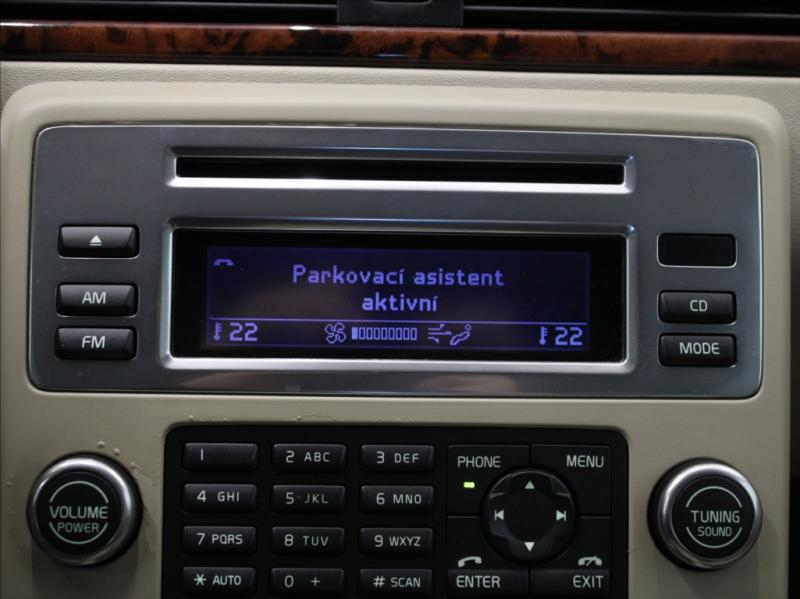 Parkovací asistent
aktivní
22
22
AM
FM
CD
MODE
VOLUME
POWER
1
2 ABC
3 DEF
4 GHI
5 JKL
6 MNO
7 PQRS
8 TUV
9 WXYZ
* AUTO
0 +
# SCAN
PHONE
MENU
ENTER
EXIT
TUNING
SOUND